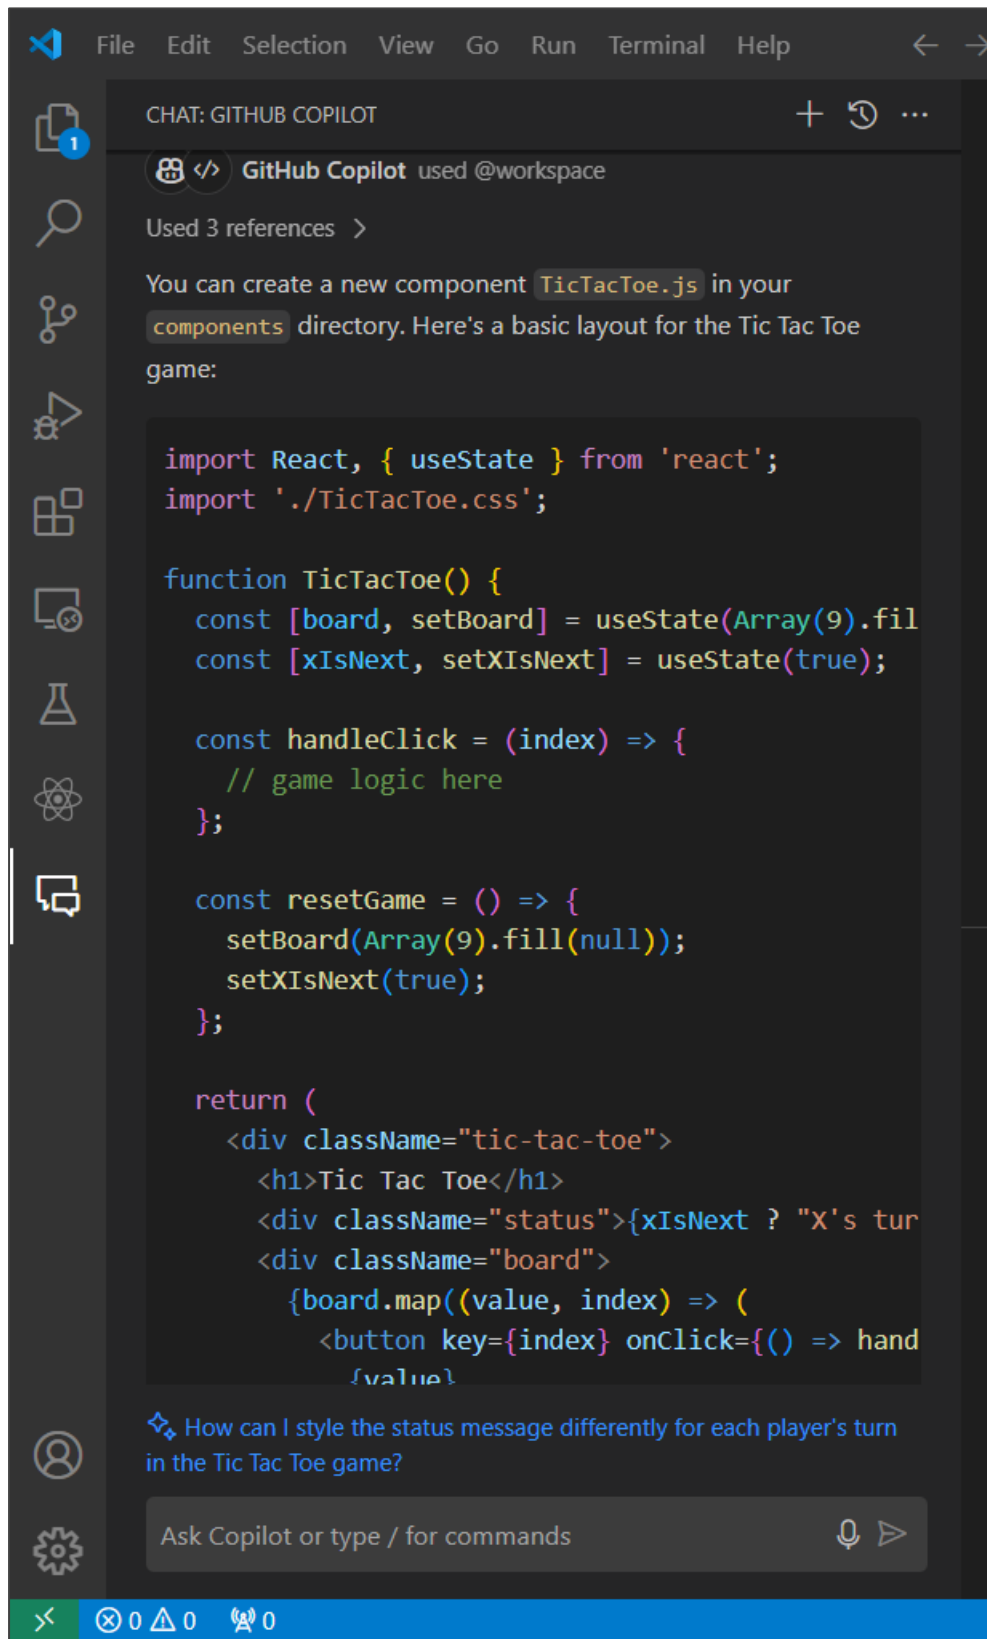 File Edit Selection View Go Run Terminal Help
CHAT: GITHUB COPILOT
1
GitHub Copilot used @workspace
Used 3 references
You can create a new component TicTacToe.js in your
components directory. Here's a basic layout for the Tic Tac Toe
game:
import React, { useState } from 'react';
import './TicTacToe.css';
function TicTacToe() {
const [board, setBoard] = useState(Array(9).fil
const [xIsNext, setXIsNext] = useState(true);
const handleClick = (index) => {
// game logic here
};
const resetGame = () => {
setBoard(Array(9).fill(null));
setXIsNext(true);
};
return (
<div className="tic-tac-toe">
<h1>Tic Tac Toe</h1>
<div className="status">{xIsNext ? "X's tur
<div className="board">
{board.map((value, index) => (
<button key={index} onClick={() => hand
{value}
How can I style the status message differently for each player's turn
in the Tic Tac Toe game?
Ask Copilot or type / for commands
0 0 0